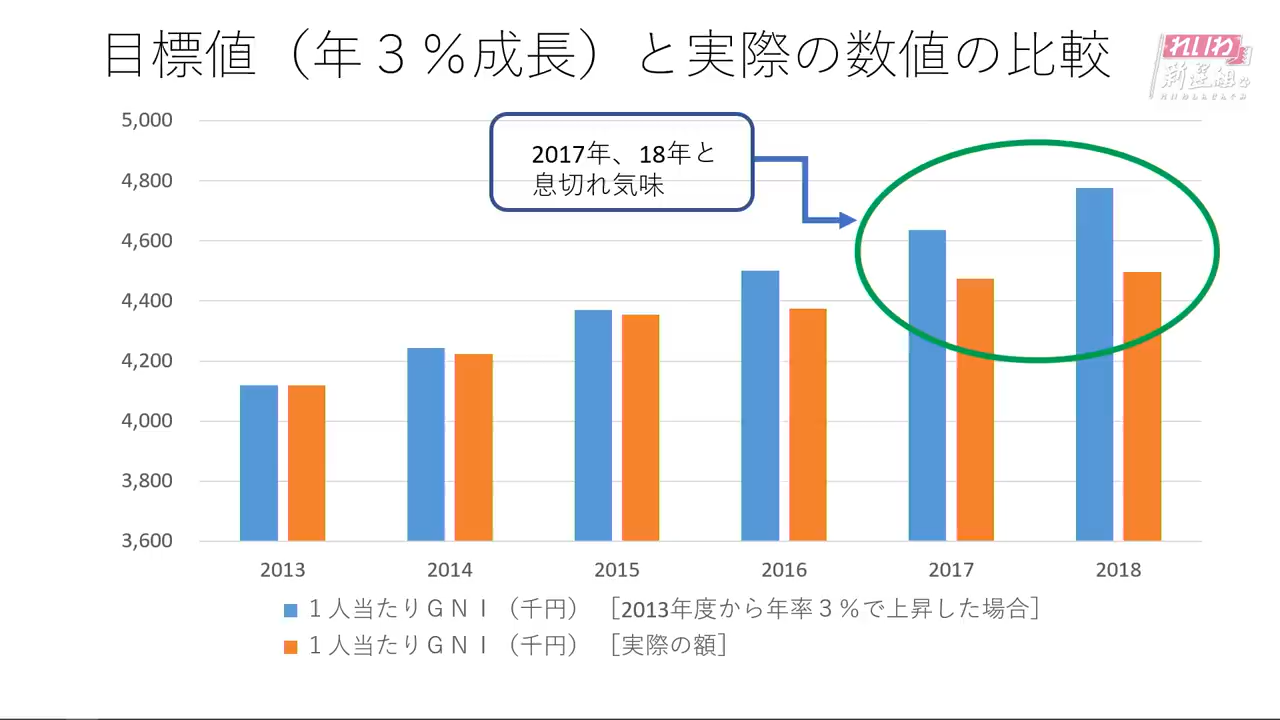 目標値（年３％成長）と実際の数値の比較
れいわ
新選組
5,000
2017年、18年と
息切れ気味
4,800
4,600
4,400
4,200
4,000
3,800
3,600
2013
2014
2015
2016
2017
2018
１人当たりＧＮＩ（千円）［2013年度から年率３％で上昇した場合］
１人当たりＧＮＩ（千円）［実際の額］